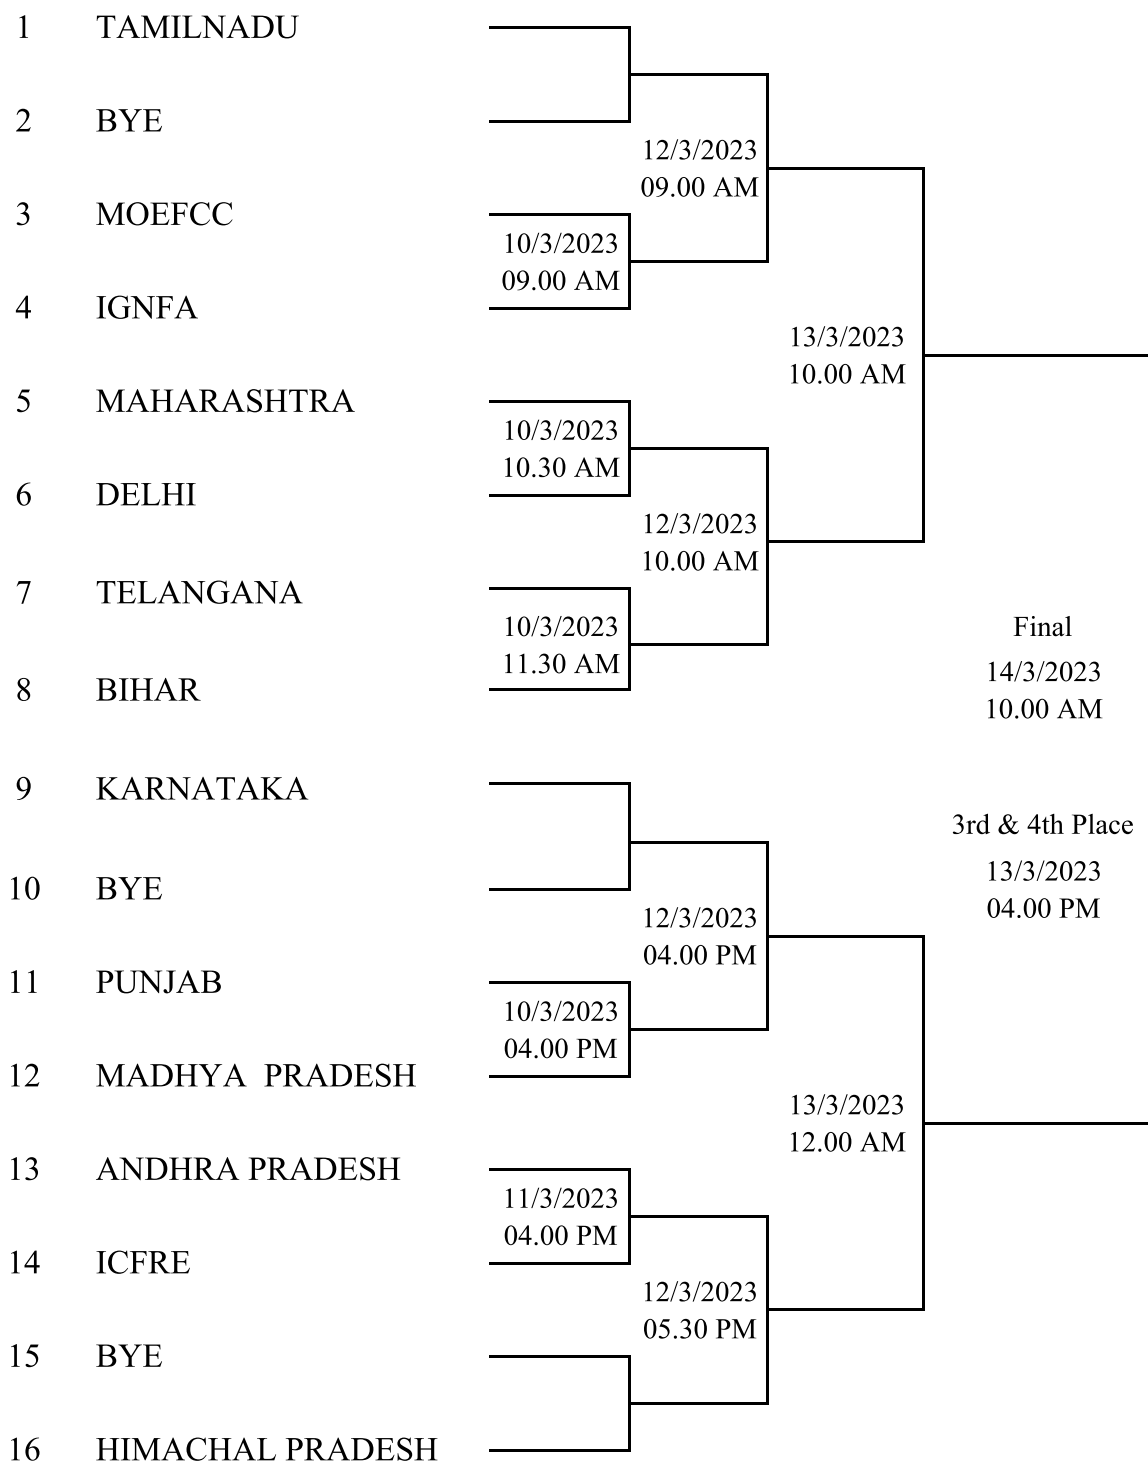 1 TAMILNADU
2 BYE
12/3/2023
09.00 AM
3 MOEFCC
10/3/2023
09.00 AM
4 IGNFA
13/3/2023
10.00 AM
5 MAHARASHTRA
10/3/2023
10.30 AM
6 DELHI
12/3/2023
10.00 AM
7 TELANGANA
10/3/2023
11.30 AM
8 BIHAR
Final
14/3/2023
10.00 AM
9 KARNATAKA
3rd & 4th Place
13/3/2023
04.00 PM
10 BYE
12/3/2023
04.00 PM
11 PUNJAB
10/3/2023
04.00 PM
12 MADHYA  PRADESH
13/3/2023
12.00 AM
13 ANDHRA PRADESH
11/3/2023
04.00 PM
14 ICFRE
12/3/2023
05.30 PM
15 BYE
16 HIMACHAL PRADESH